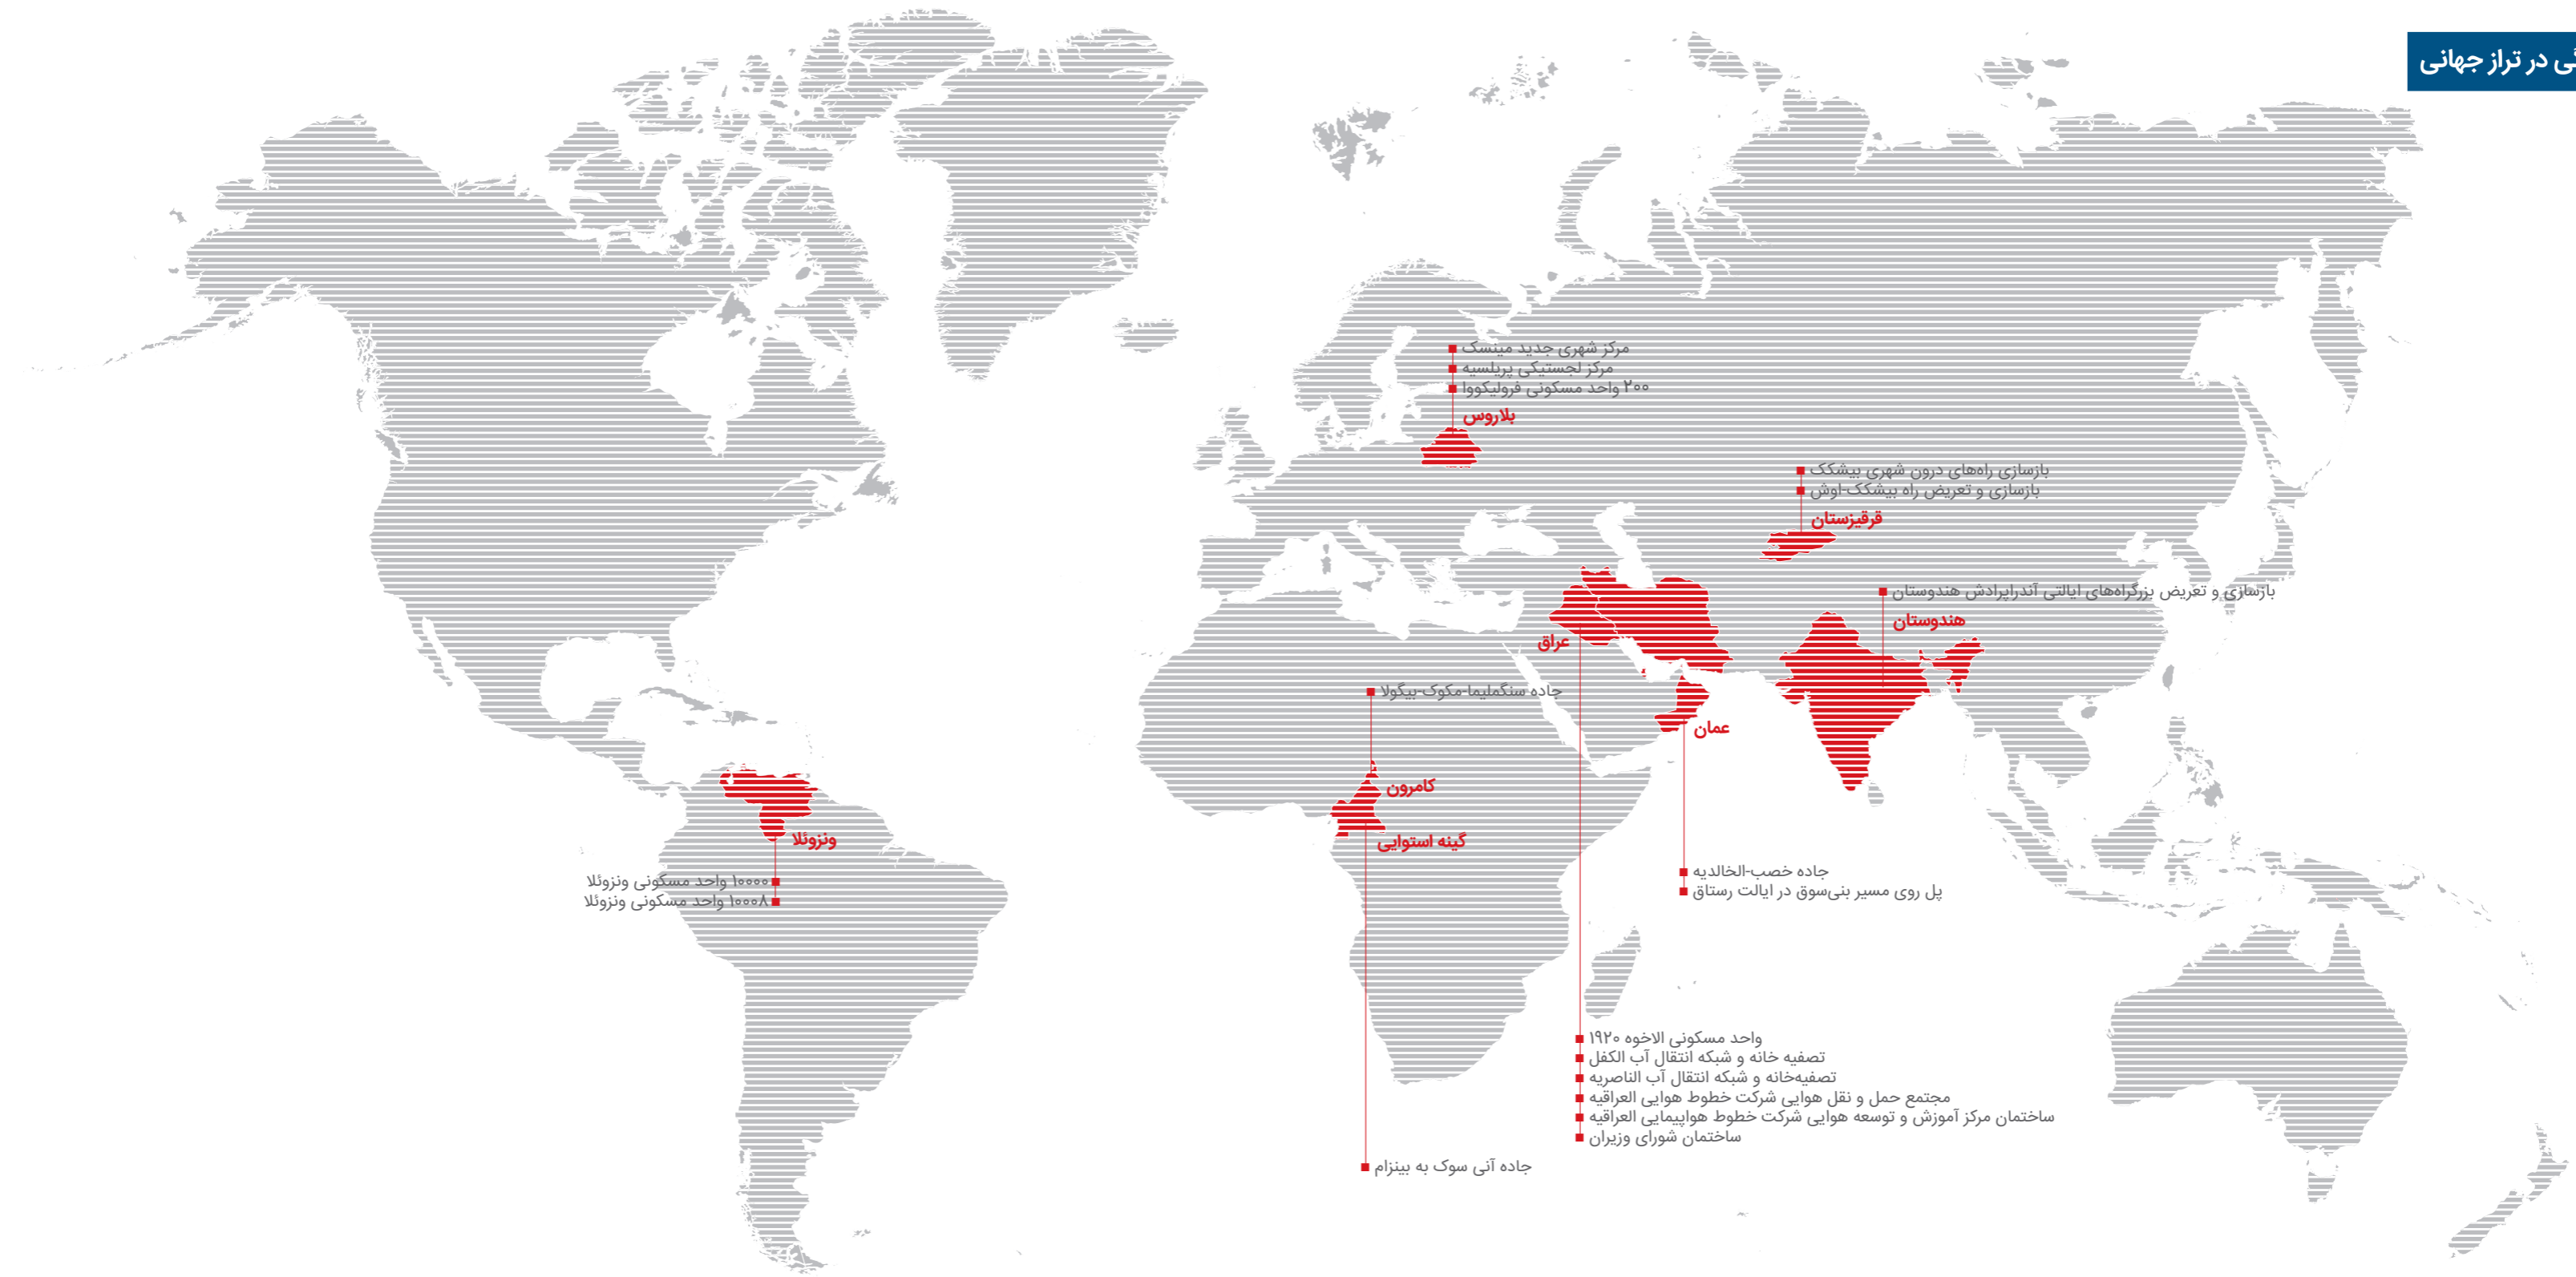 در تراز جهانی
مرکز شهری جدید مینسک
مرکز لجستیکی پریلسیه
۲۰۰ واحد مسکونی فرولیکووا
بلاروس
بازسازی راه‌های درون شهری بیشکک
بازسازی و تعریض راه بیشکک-اوش
قرقیزستان
بازسازی و تعریض بزرگراه‌های ایالتی آندراپرادش هندوستان
هندوستان
عراق
جاده سنگملیما-مکوک-بیگولا
عمان
کامرون
گینه استوایی
ونزوئلا
۱۰۰۰۰ واحد مسکونی ونزوئلا
۱۰۰۰۸ واحد مسکونی ونزوئلا
جاده خصب-الخالدیه
پل روی مسیر بنی‌سوق در ایالت رستاق
واحد مسکونی الاخوه ۱۹۲۰
تصفیه خانه و شبکه انتقال آب الکفل
تصفیه‌خانه و شبکه انتقال آب الناصریه
مجتمع حمل و نقل هوایی شرکت خطوط هوایی العراقیه
ساختمان مرکز آموزش و توسعه هوایی شرکت خطوط هواپیمایی العراقیه
ساختمان شورای وزیران
جاده آنی سوک به بینزام